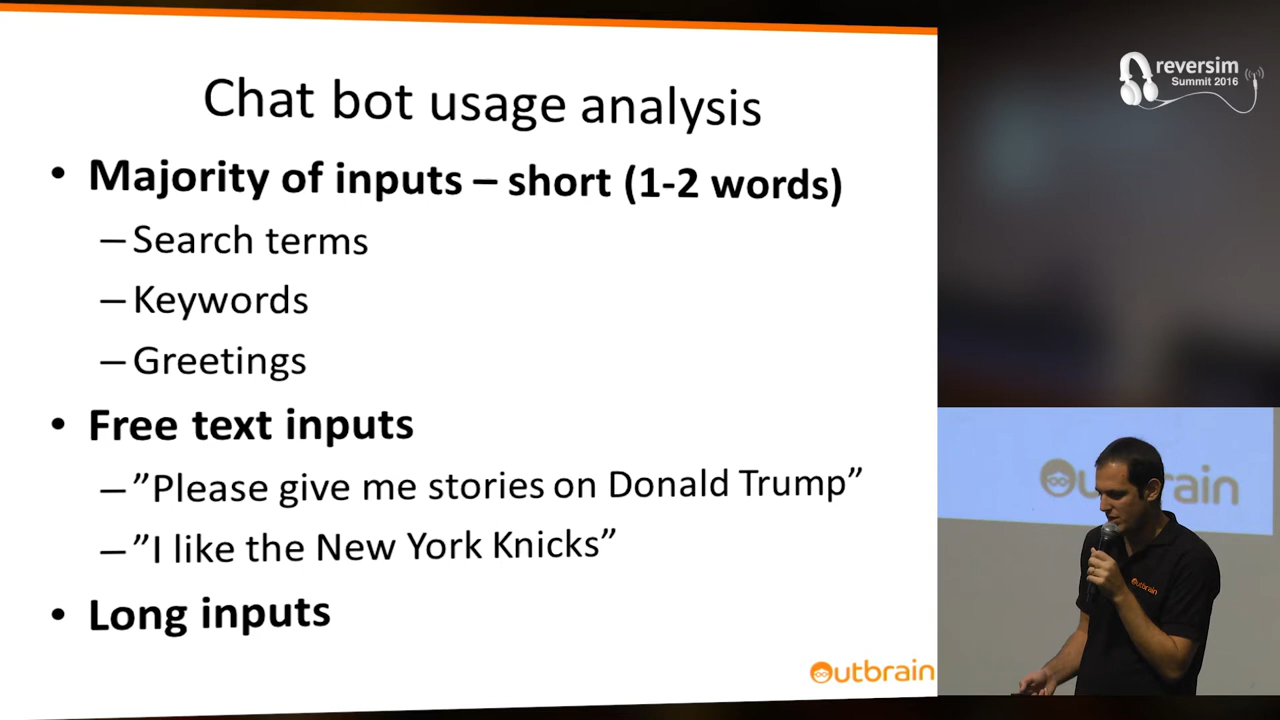 Chat bot usage analysis
• Majority of inputs – short (1-2 words)
– Search terms
– Keywords
– Greetings
• Free text inputs
– ”Please give me stories on Donald Trump”
– ”I like the New York Knicks”
• Long inputs
Outbrain
reversim
Summit 2016
Outbrain
Outbrain